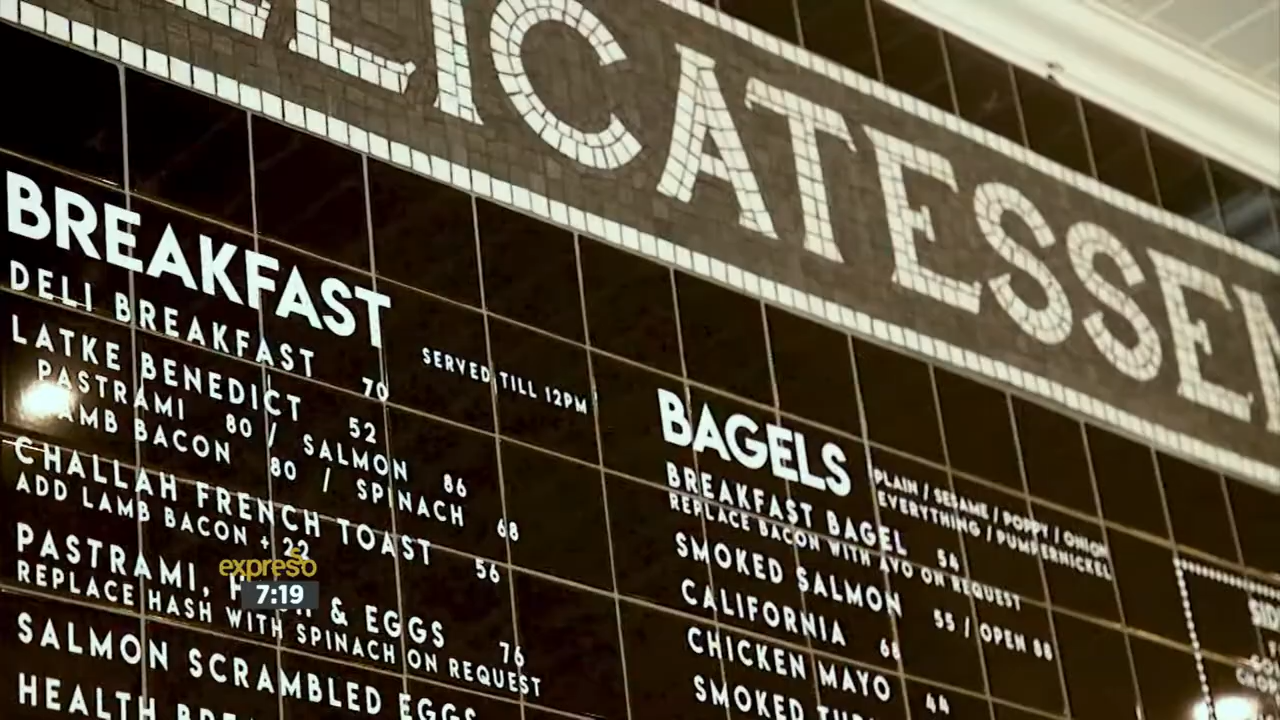 LICATESSEN
BREAKFAST
SERVED TILL 12PM
DELI BREAKFAST 70
LATKE BENEDICT 52
PASTRAMI 80 / SALMON 86
LAMB BACON 80 / SPINACH 68
CHALLAH FRENCH TOAST 56
ADD LAMB BACON + 22
PASTRAMI, & EGGS 76
REPLACE HASH WITH SPINACH ON REQUEST
SALMON SCRAMBLED EGGS
HEALTH
BAGELS
PLAIN / SESAME / POPPY / ONION
EVERYTHING / PUMPERNICKEL
BREAKFAST BAGEL 54
REPLACE BACON WITH AVO ON REQUEST
SMOKED SALMON 55 / OPEN 88
CALIFORNIA 68
CHICKEN MAYO 44
SMOKED
expreso
7:19